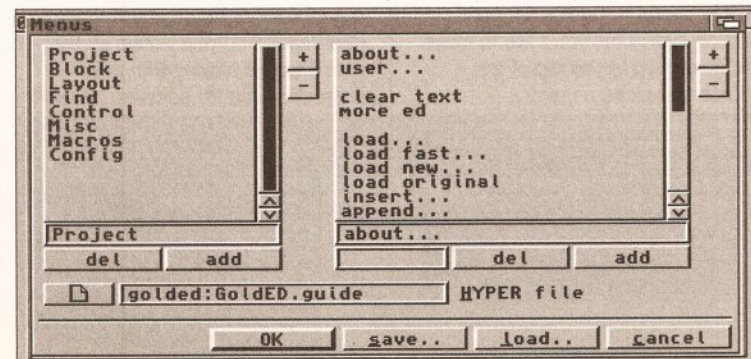 Menus
Project
Block
Layout
Find
Control
Misc
Macros
Config
+
-
Project
del add
about...
user...
clear text
more ed
load...
load fast...
load new...
load original
insert...
append...
+
-
about...
del add
golded:GoldED.guide HYPER file
OK save.. load.. cancel